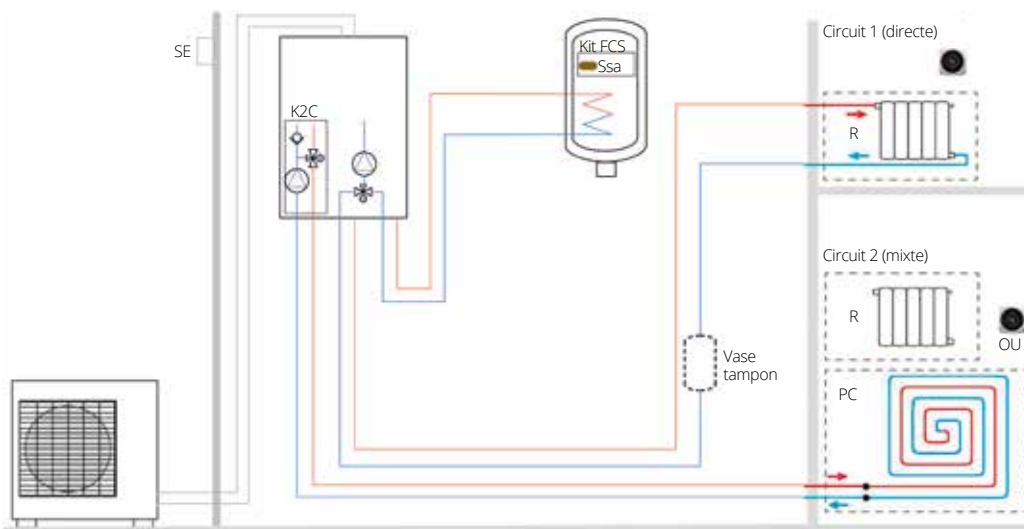 SE
K2C
Kit FCS
Ssa
Circuit 1 (directe)
R
Circuit 2 (mixte)
R
OU
Vase
tampon
PC